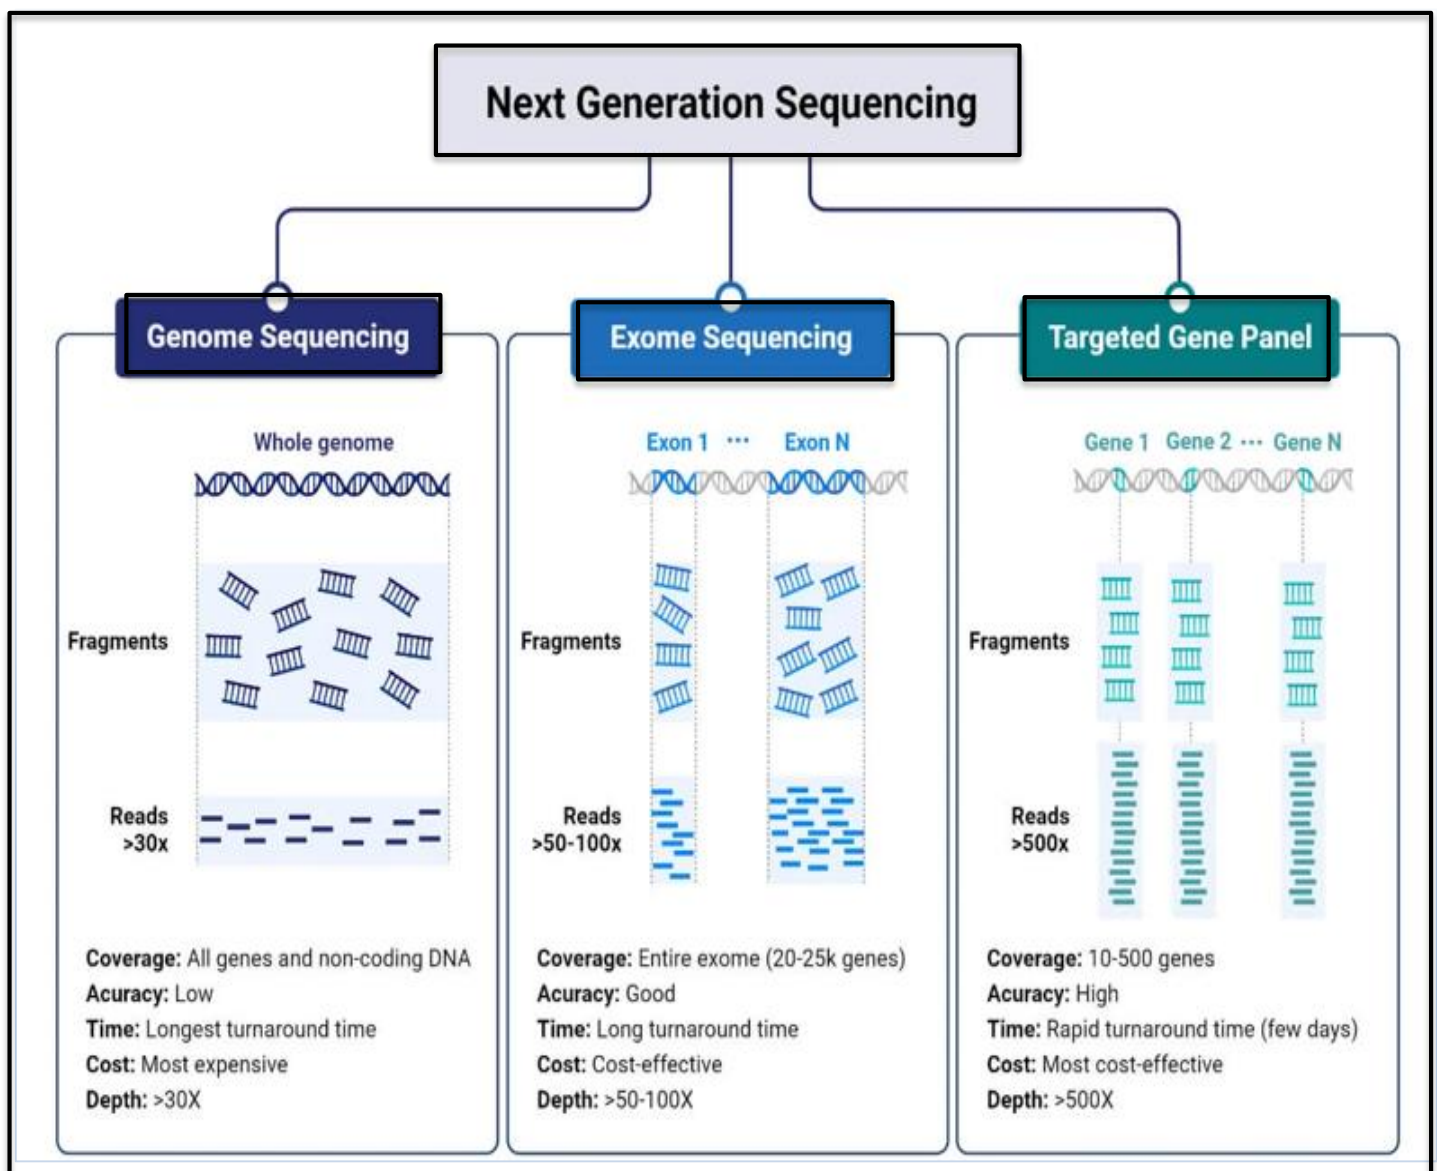 Next Generation Sequencing
Genome Sequencing
Whole genome
Fragments
Reads
>30x
Coverage: All genes and non-coding DNA
Acuracy: Low
Time: Longest turnaround time
Cost: Most expensive
Depth: >30X
Exome Sequencing
Exon 1 ··· Exon N
Fragments
Reads
>50-100x
Coverage: Entire exome (20-25k genes)
Acuracy: Good
Time: Long turnaround time
Cost: Cost-effective
Depth: >50-100X
Targeted Gene Panel
Gene 1 Gene 2 ··· Gene N
Fragments
Reads
>500x
Coverage: 10-500 genes
Acuracy: High
Time: Rapid turnaround time (few days)
Cost: Most cost-effective
Depth: >500X